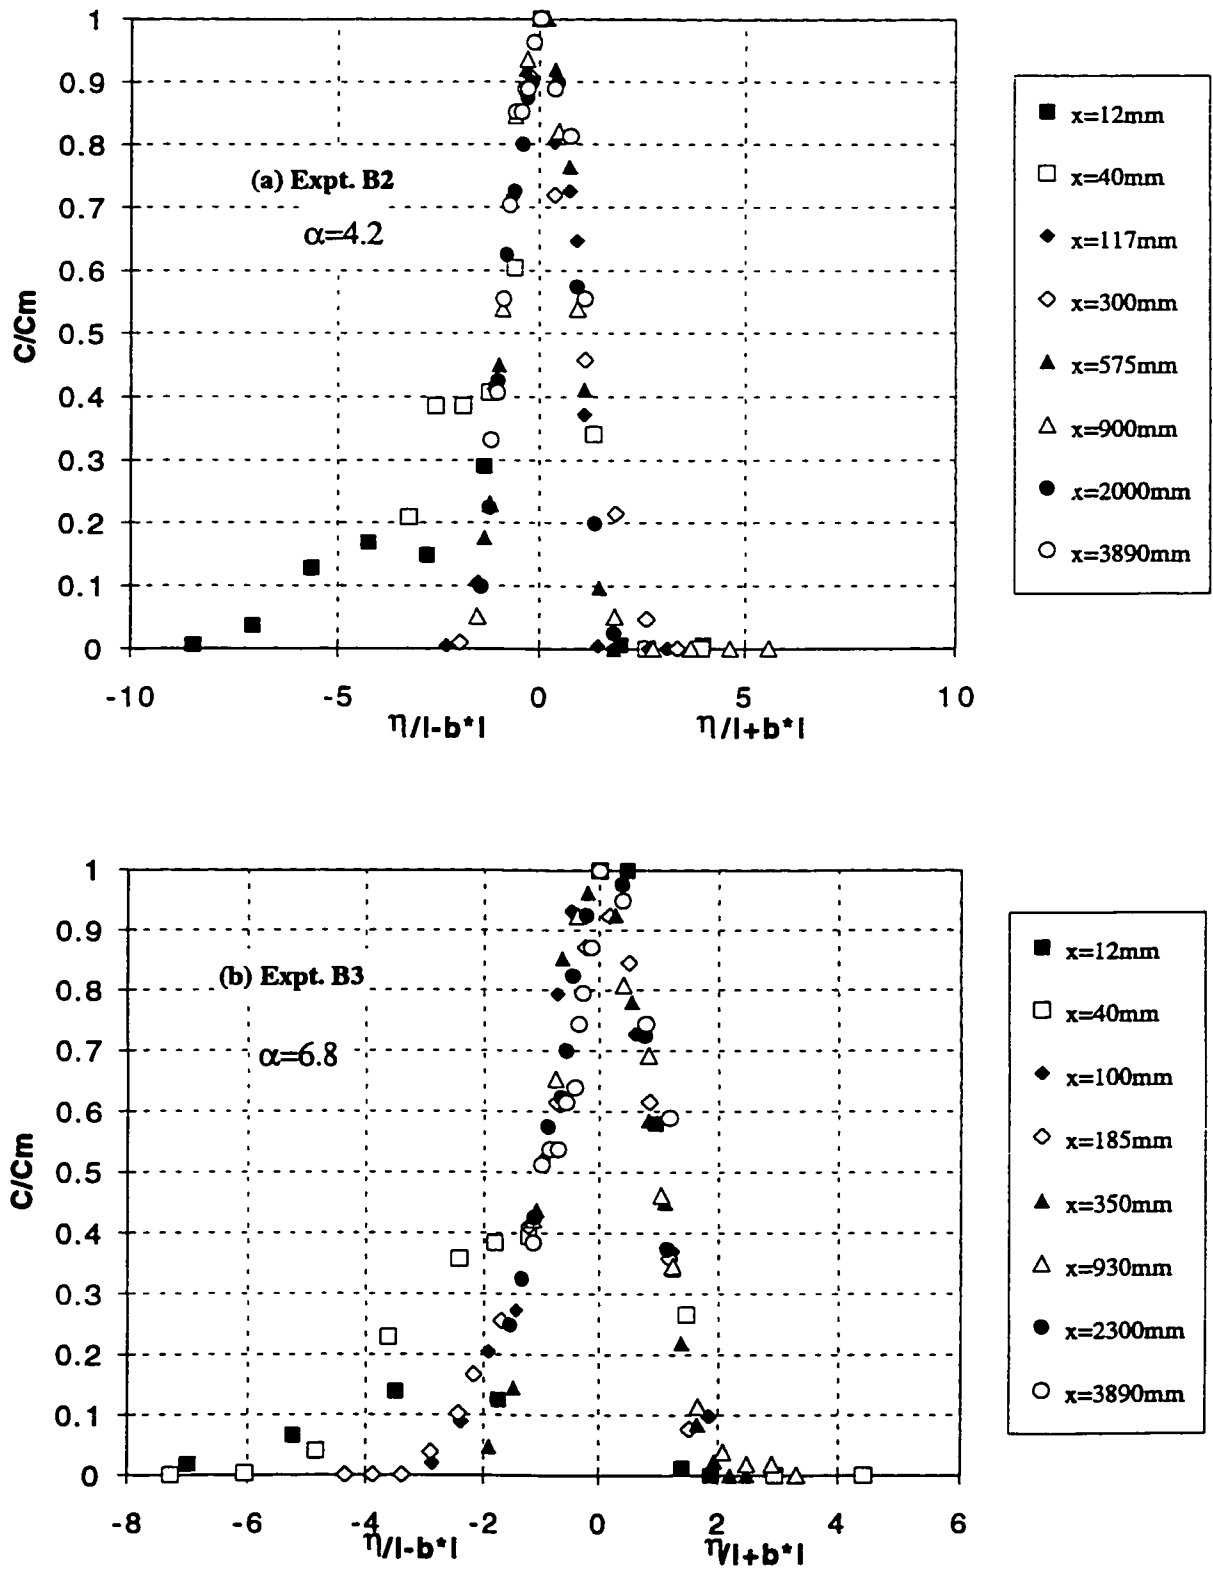 1
0.9
0.8
0.7
0.6
0.5
0.4
0.3
0.2
0.1
0
C/Cm
(a) Expt. B2
α=4.2
-10
-5
0
5
10
η/l-b*l
η/l+b*l
x=12mm
x=40mm
x=117mm
x=300mm
x=575mm
x=900mm
x=2000mm
x=3890mm
1
0.9
0.8
0.7
0.6
0.5
0.4
0.3
0.2
0.1
0
C/Cm
(b) Expt. B3
α=6.8
-8
-6
-4
-2
0
2
4
6
η/l-b*l
η/l+b*l
x=12mm
x=40mm
x=100mm
x=185mm
x=350mm
x=930mm
x=2300mm
x=3890mm